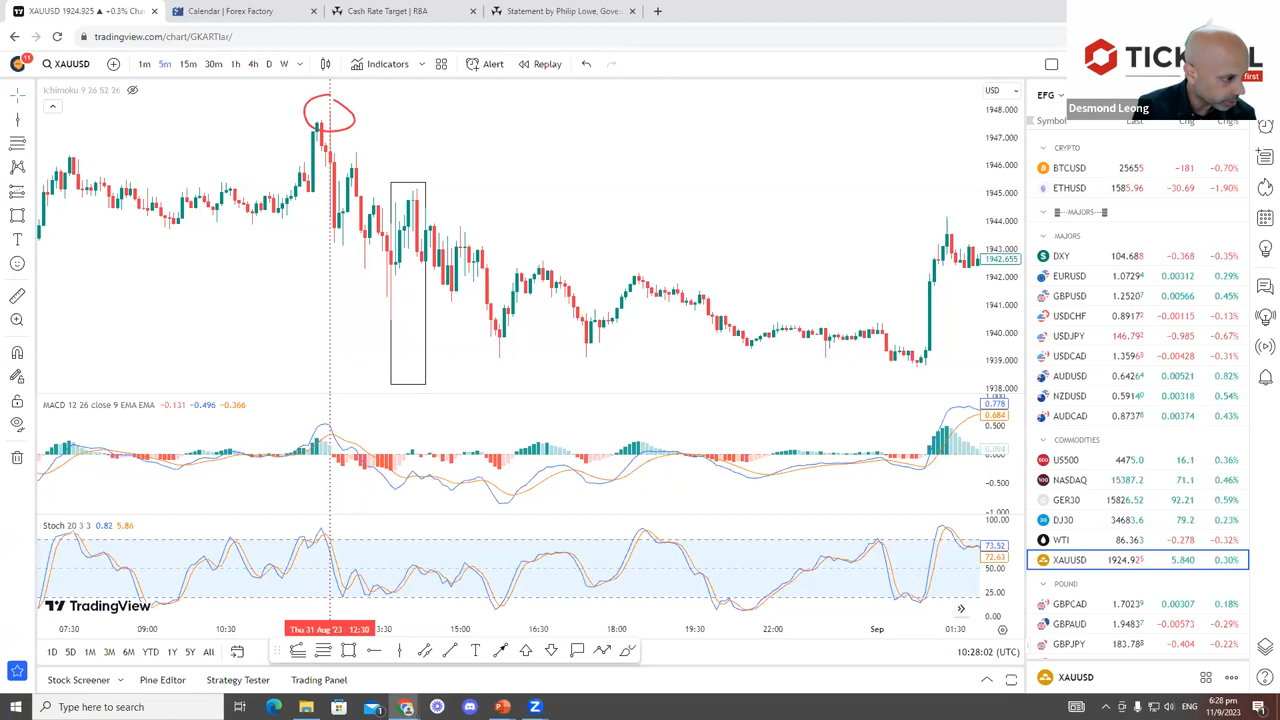 XAUUSD 1924.925 ▲ +0.3% Cha
Calendar | Forex Factory
Cash Rate Target | RBA
Statement by Philip Lowe, Gove
tradingview.com/chart/GKARTIar/
11
XAUUSD
1m 5m 15m 30m 1h 4h D W
Indicators
Alert
Replay
TICK
L
first
Desmond Leong
Ichimoku 9 26 52 26
USD
EFG
Symbol Last Chg Chg%
1948.000
1947.000
1946.000
1945.000
1944.000
1943.000
1942.655
1942.000
1941.000
1940.000
1939.000
1938.000
CRYPTO
BTCUSD 25655 -181 -0.70%
ETHUSD 1585.96 -30.69 -1.90%
MAJORS
MAJORS
DXY 104.688 -0.368 -0.35%
EURUSD 1.07294 0.00312 0.29%
GBPUSD 1.25207 0.00566 0.45%
USDCHF 0.89172 -0.00115 -0.13%
USDJPY 146.792 -0.985 -0.67%
USDCAD 1.35968 -0.00428 -0.31%
AUDUSD 0.64264 0.00521 0.82%
NZDUSD 0.59140 0.00318 0.54%
AUDCAD 0.87378 0.00374 0.43%
COMMODITIES
US500 4475.0 16.1 0.36%
NASDAQ 15387.2 71.1 0.46%
GER30 15826.52 92.21 0.59%
DJ30 34683.6 79.2 0.23%
WTI 86.363 -0.278 -0.32%
XAUUSD 1924.925 5.840 0.30%
POUND
GBPCAD 1.70239 0.00307 0.18%
GBPAUD 1.94837 -0.00573 -0.29%
GBPJPY 183.788 -0.404 -0.22%
MACD 12 26 close 9 EMA EMA -0.131 -0.496 -0.366
1.000
0.778
0.684
0.500
0.094
0.000
-0.500
-1.000
Stoch 20 3 3 0.82 5.86
100.00
73.52
72.63
50.00
25.00
0.00
TradingView
07:30 09:00 10:30 Thu 31 Aug '23 12:30 3:30 15:00 16:30 18:00 19:30 22:00 Sep 01:30
1D 5D 1M 3M 6M YTD 1Y 5Y All
10:28:02 (UTC)
Stock Screener Pine Editor Strategy Tester Trading Panel
XAUUSD
Type here to search
ENG
6:28 pm
11/9/2023